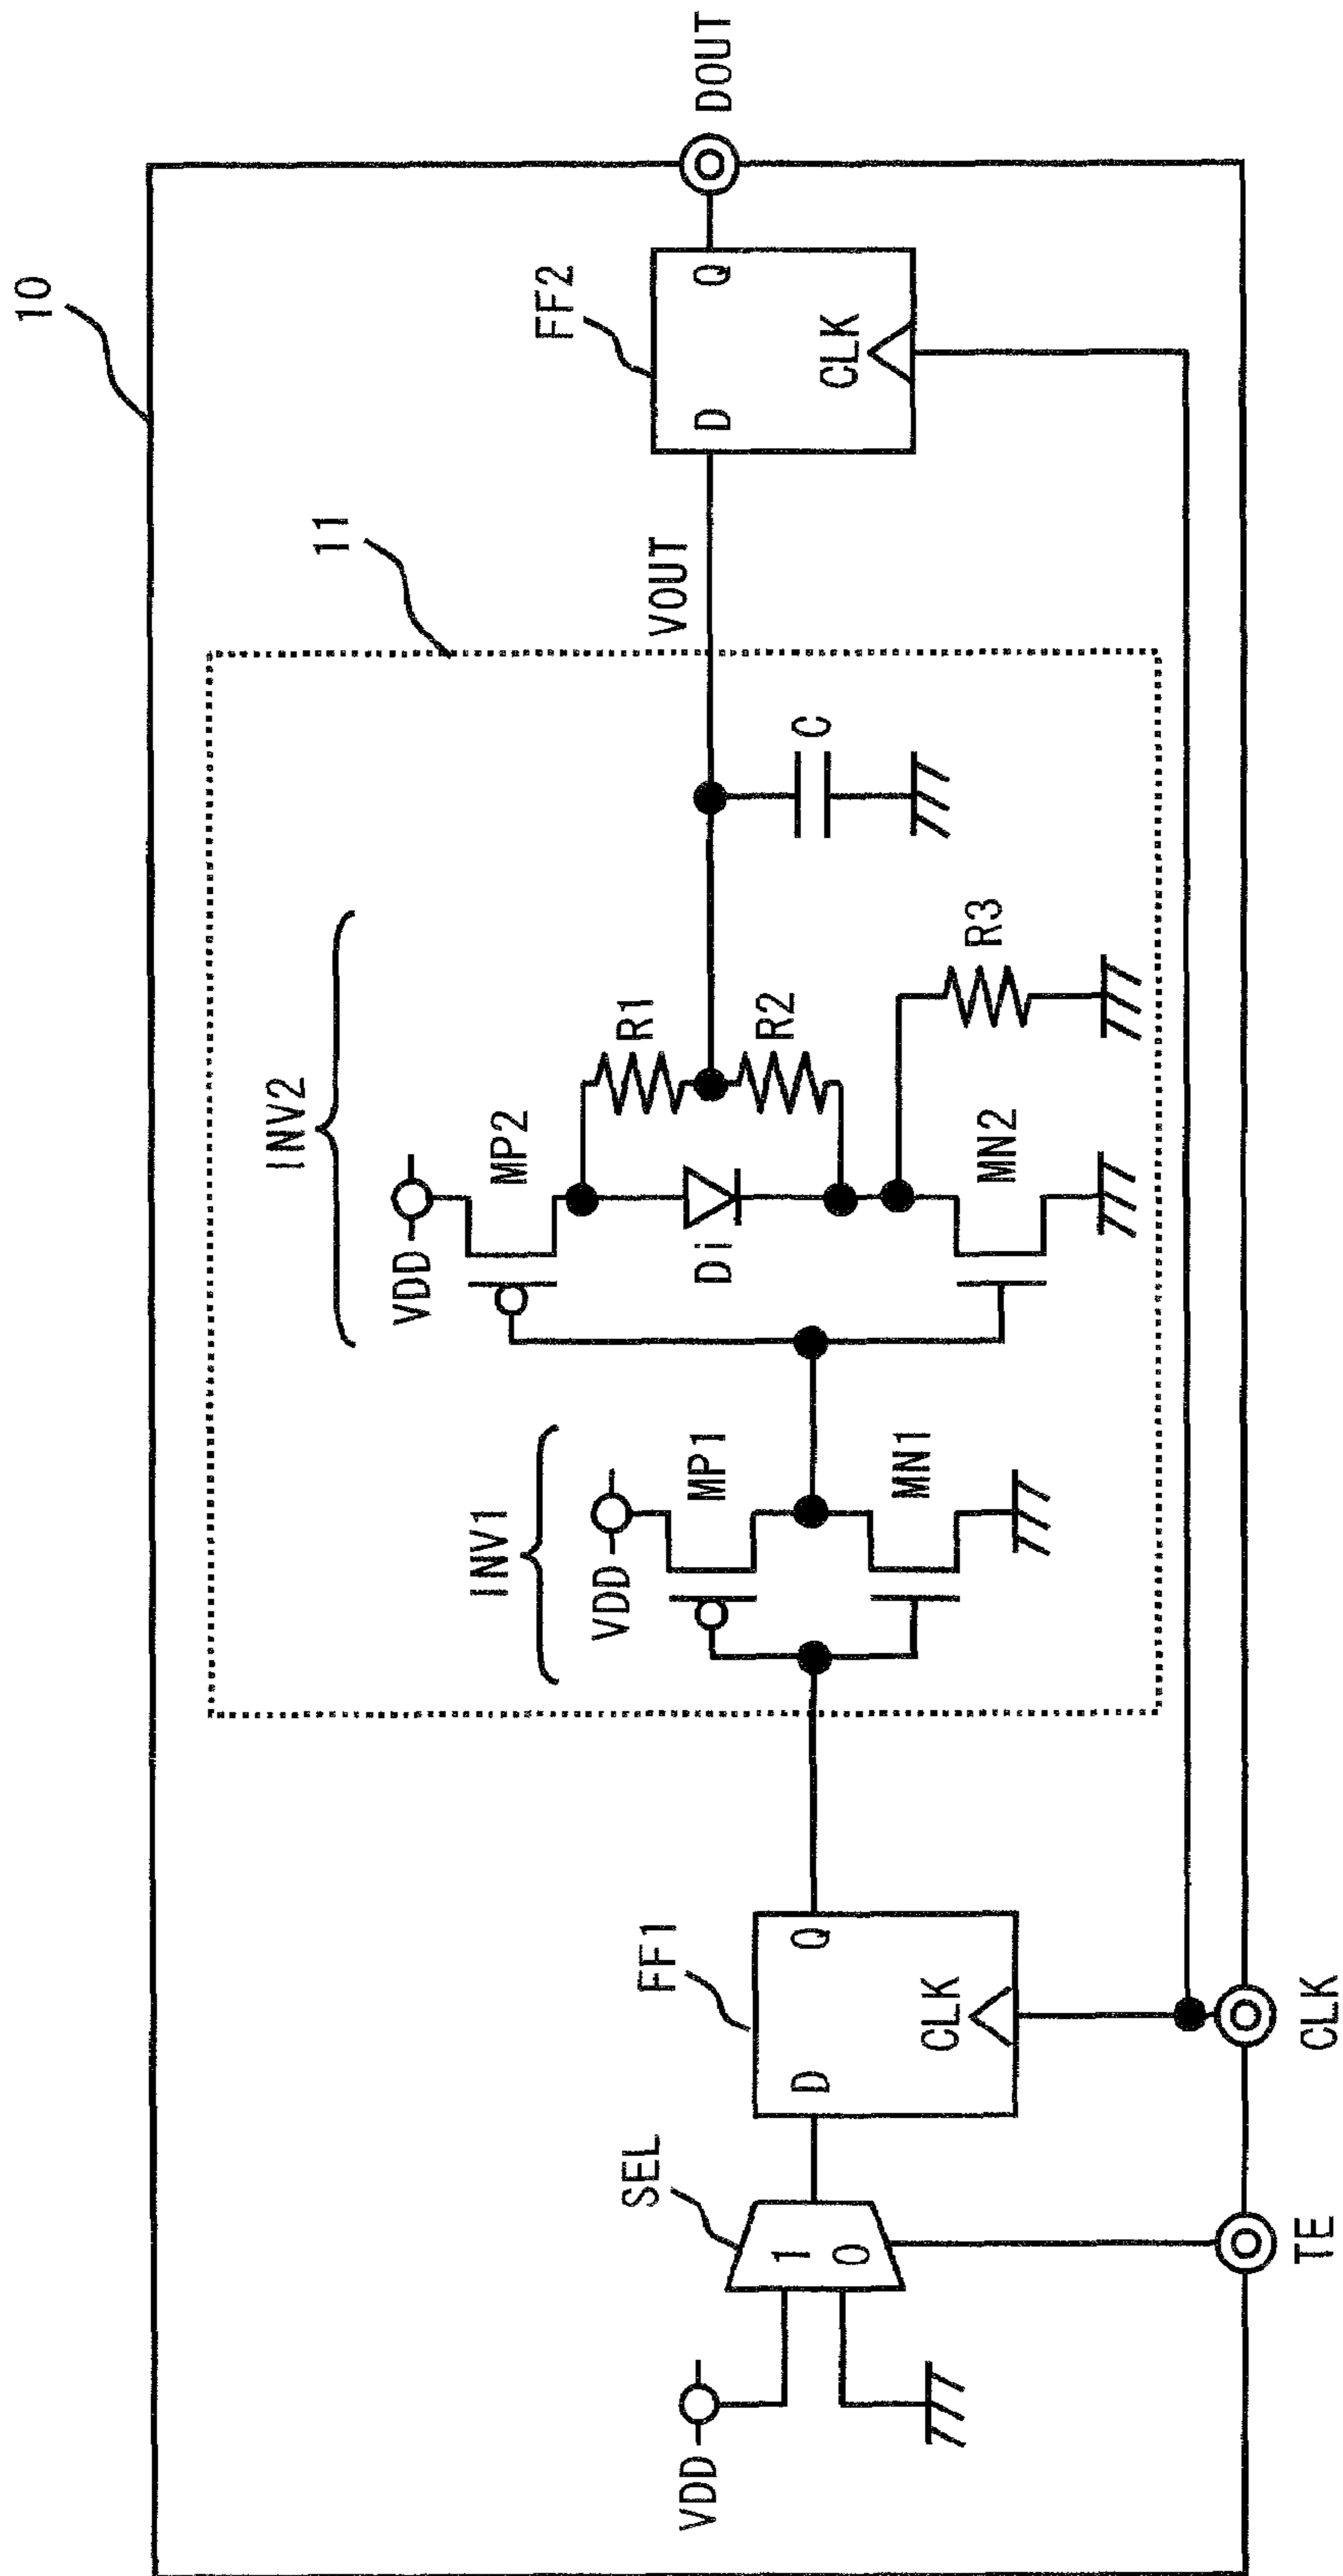 10
11
INV2
INV1
VDD
MP2
R1
VOUT
FF2
D
Q
DOUT
Di
R2
C
CLK
VDD
MP1
MN1
MN2
R3
FF1
D
Q
CLK
SEL
1
0
VDD
TE
CLK